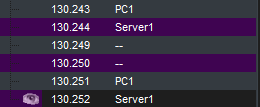 130.243 PC1
130.244 Server1
130.249 --
130.250 --
130.251 PC1
130.252 Server1